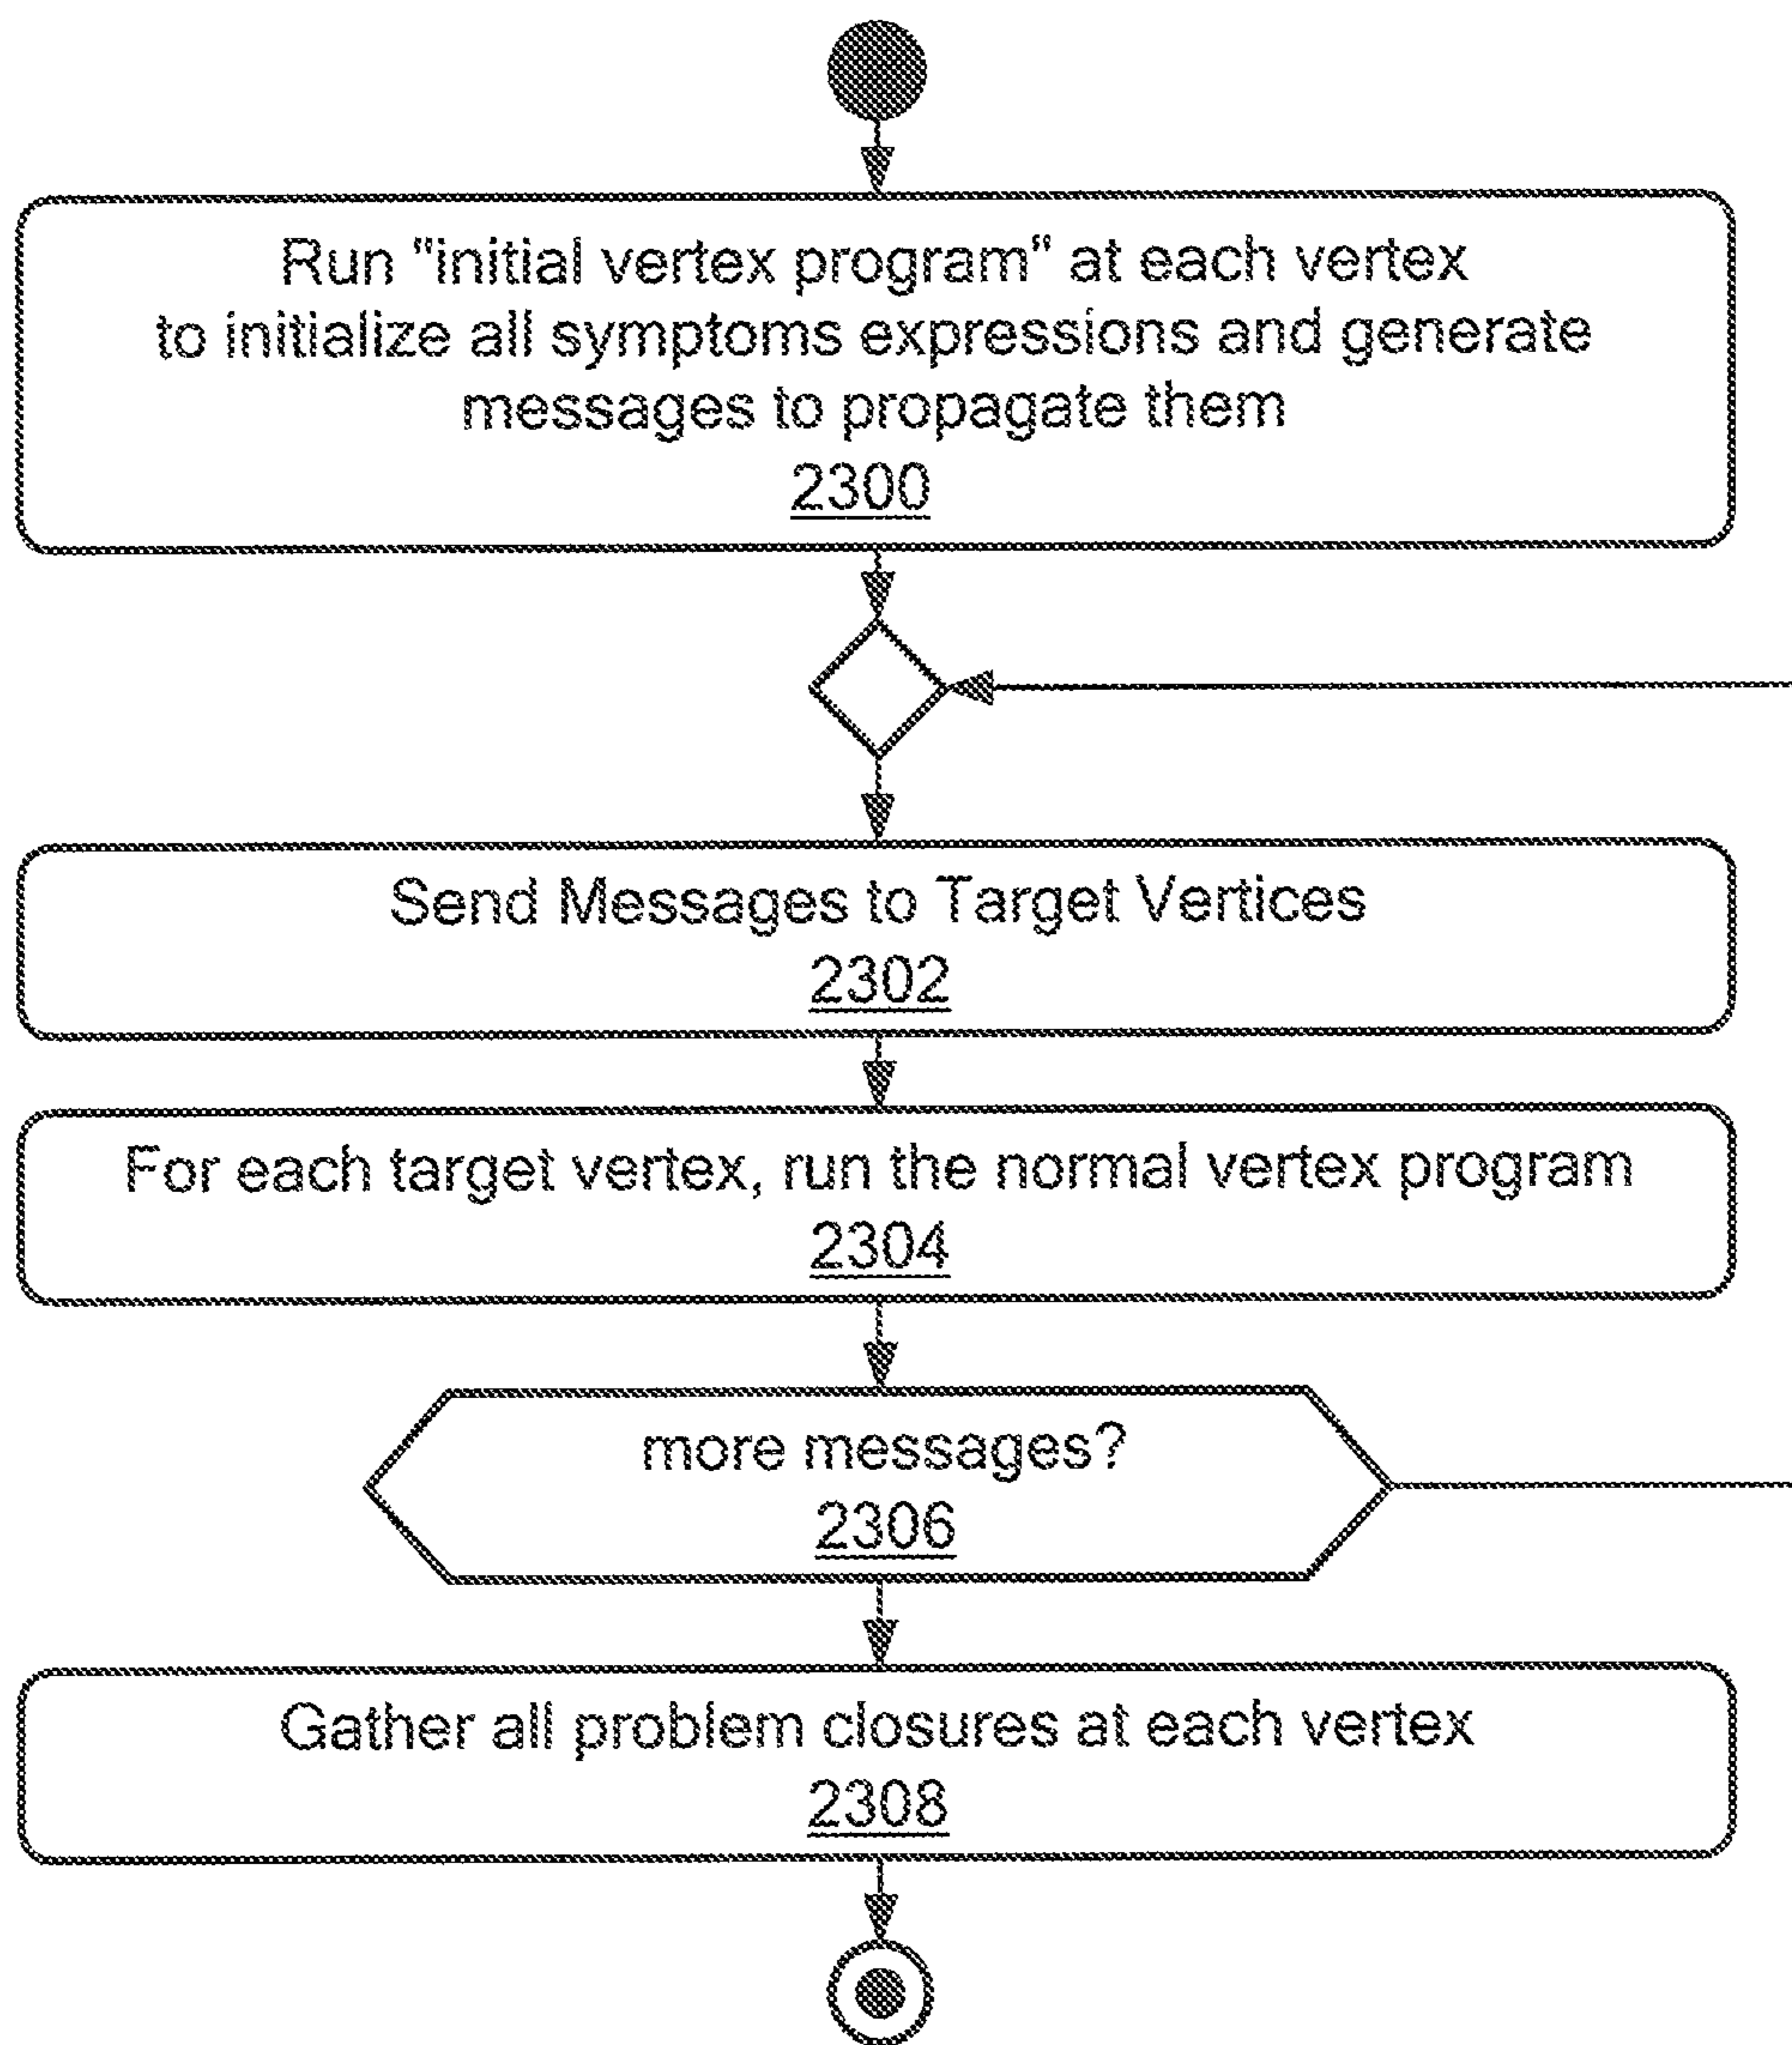 Run "initial vertex program" at each vertex
to initialize all symptoms expressions and generate
messages to propagate them
2300
Send Messages to Target Vertices
2302
For each target vertex, run the normal vertex program
2304
more messages?
2306
Gather all problem closures at each vertex
2308